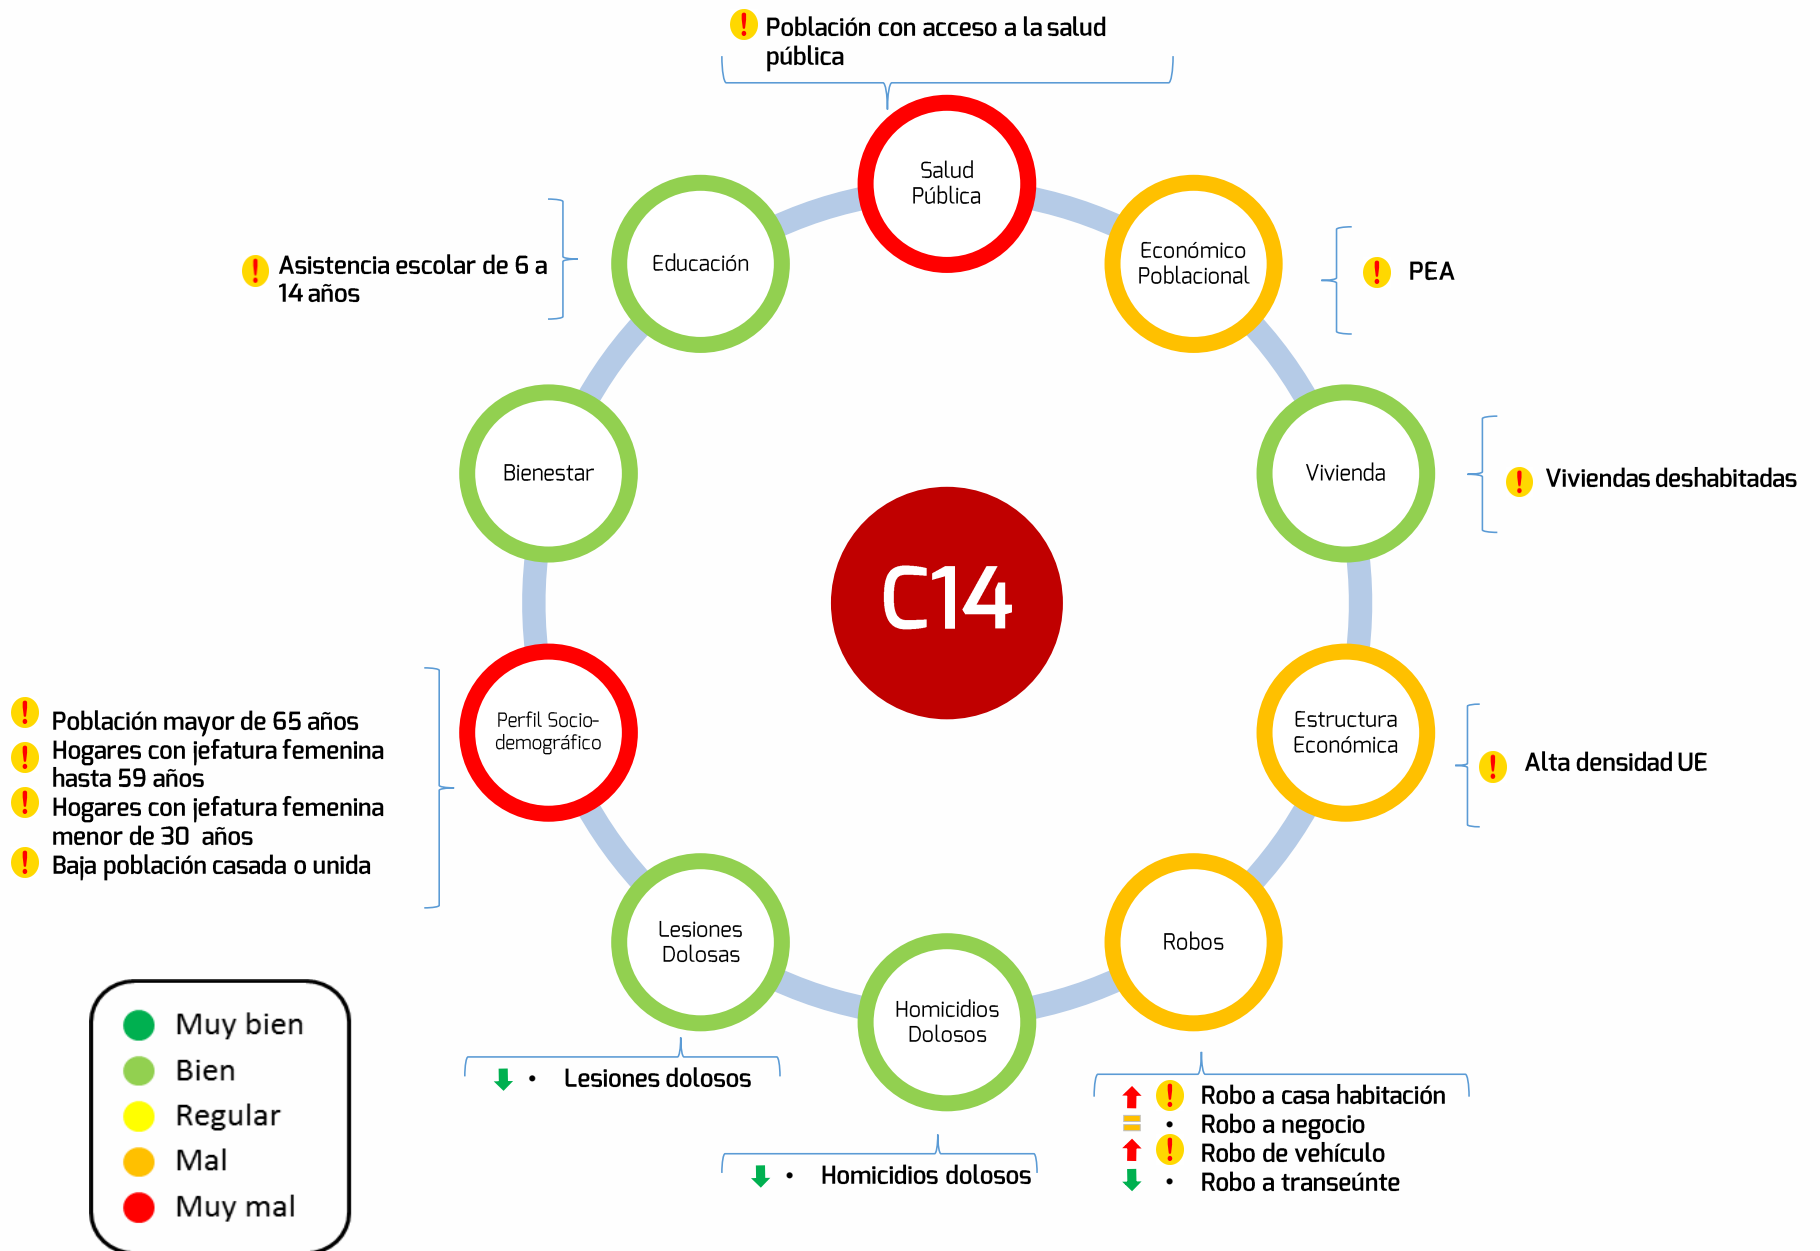 Población con acceso a la salud
pública
Salud
Pública
Económico
Poblacional
PEA
Educación
Asistencia escolar de 6 a
14 años
Bienestar
Vivienda
Viviendas deshabitadas
C14
Perfil Socio-
demográfico
Población mayor de 65 años
Hogares con jefatura femenina
hasta 59 años
Hogares con jefatura femenina
menor de 30 años
Baja población casada o unida
Estructura
Económica
Alta densidad UE
Lesiones
Dolosas
Homicidios
Dolosos
Robos
• Lesiones dolosos
• Homicidios dolosos
Robo a casa habitación
• Robo a negocio
Robo de vehículo
• Robo a transeúnte
Muy bien
Bien
Regular
Mal
Muy mal